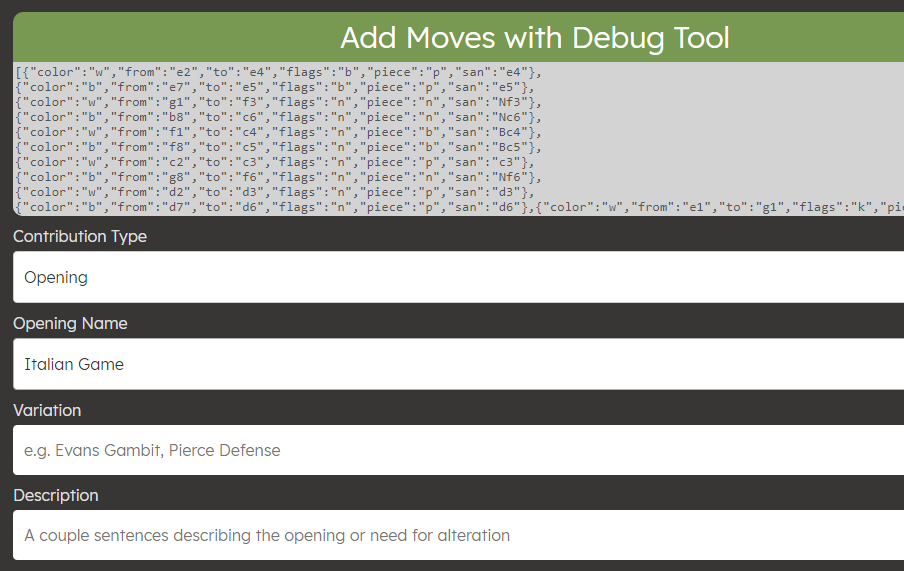 Add Moves with Debug Tool
[{"color":"w","from":"e2","to":"e4","flags":"b","piece":"p","san":"e4"},
{"color":"b","from":"e7","to":"e5","flags":"b","piece":"p","san":"e5"},
{"color":"w","from":"g1","to":"f3","flags":"n","piece":"n","san":"Nf3"},
{"color":"b","from":"b8","to":"c6","flags":"n","piece":"n","san":"Nc6"},
{"color":"w","from":"f1","to":"c4","flags":"n","piece":"b","san":"Bc4"},
{"color":"b","from":"f8","to":"c5","flags":"n","piece":"b","san":"Bc5"},
{"color":"w","from":"c2","to":"c3","flags":"n","piece":"p","san":"c3"},
{"color":"b","from":"g8","to":"f6","flags":"n","piece":"n","san":"Nf6"},
{"color":"w","from":"d2","to":"d3","flags":"n","piece":"p","san":"d3"},
{"color":"b","from":"d7","to":"d6","flags":"n","piece":"p","san":"d6"},{"color":"w","from":"e1","to":"g1","flags":"k","pie
Contribution Type
Opening
Opening Name
Italian Game
Variation
e.g. Evans Gambit, Pierce Defense
Description
A couple sentences describing the opening or need for alteration